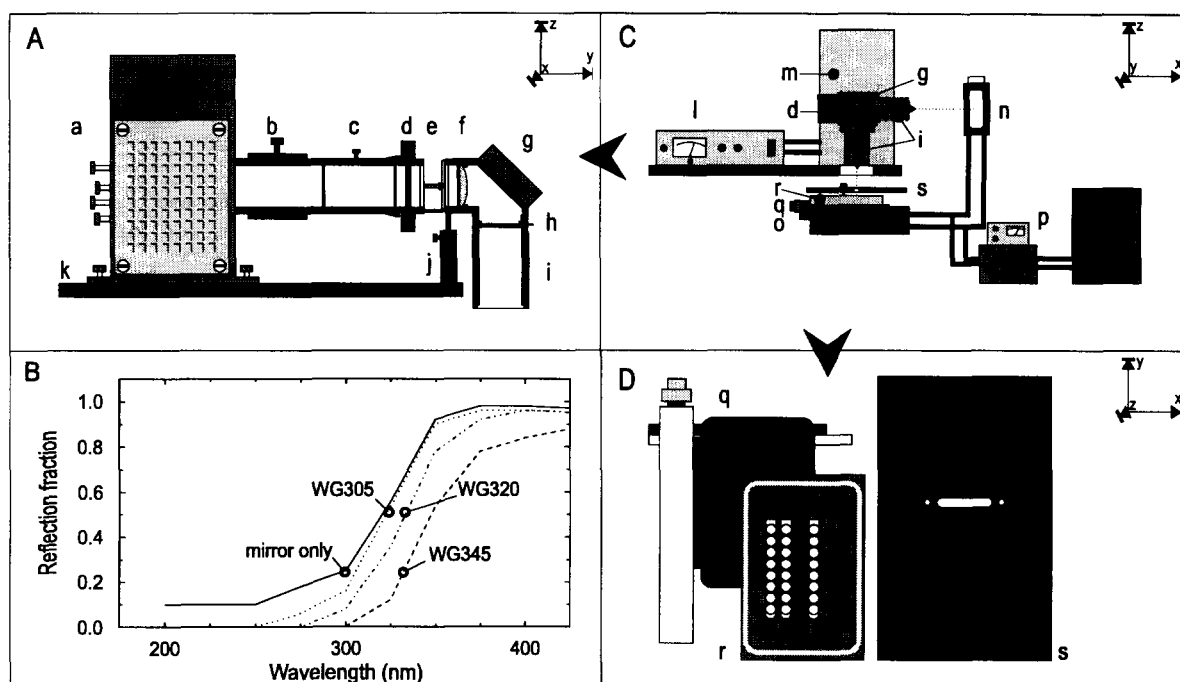 A
z
y
x
a
b
c
d
e
f
g
h
i
j
k
C
z
y
x
m
g
l
d
n
i
r
s
q
o
p
B
1.0
0.8
0.6
0.4
0.2
0.0
Reflection fraction
WG305
WG320
mirror only
WG345
200
300
400
Wavelength (nm)
D
q
y
z
x
r
s